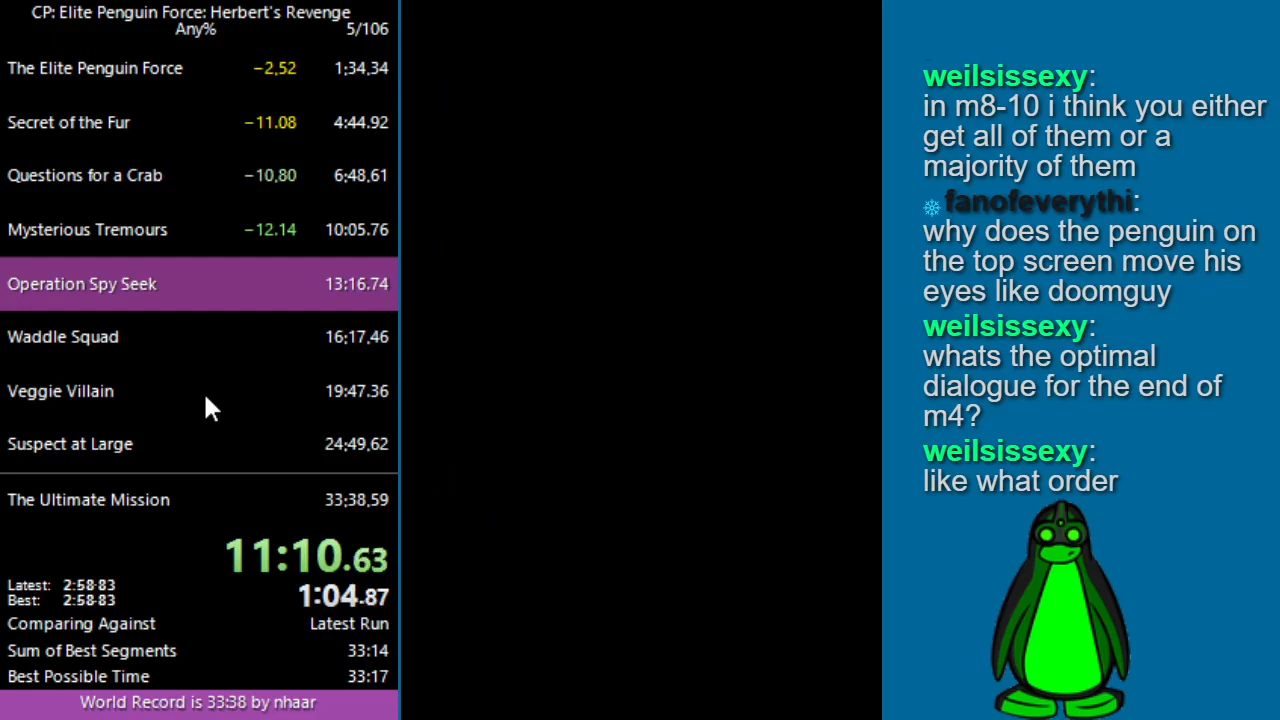 CP: Elite Penguin Force: Herbert's Revenge
Any% 5/106
The Elite Penguin Force −2.52 1:34.34
Secret of the Fur −11.08 4:44.92
Questions for a Crab −10.80 6:48.61
Mysterious Tremours −12.14 10:05.76
Operation Spy Seek 13:16.74
Waddle Squad 16:17.46
Veggie Villain 19:47.36
Suspect at Large 24:49.62
The Ultimate Mission 33:38.59
11:10.63
Latest: 2:58.83
Best: 2:58.83
1:04.87
Comparing Against Latest Run
Sum of Best Segments 33:14
Best Possible Time 33:17
World Record is 33:38 by nhaar
weilsissexy:
in m8-10 i think you either
get all of them or a
majority of them
fanofeverythi:
why does the penguin on
the top screen move his
eyes like doomguy
weilsissexy:
whats the optimal
dialogue for the end of
m4?
weilsissexy:
like what order